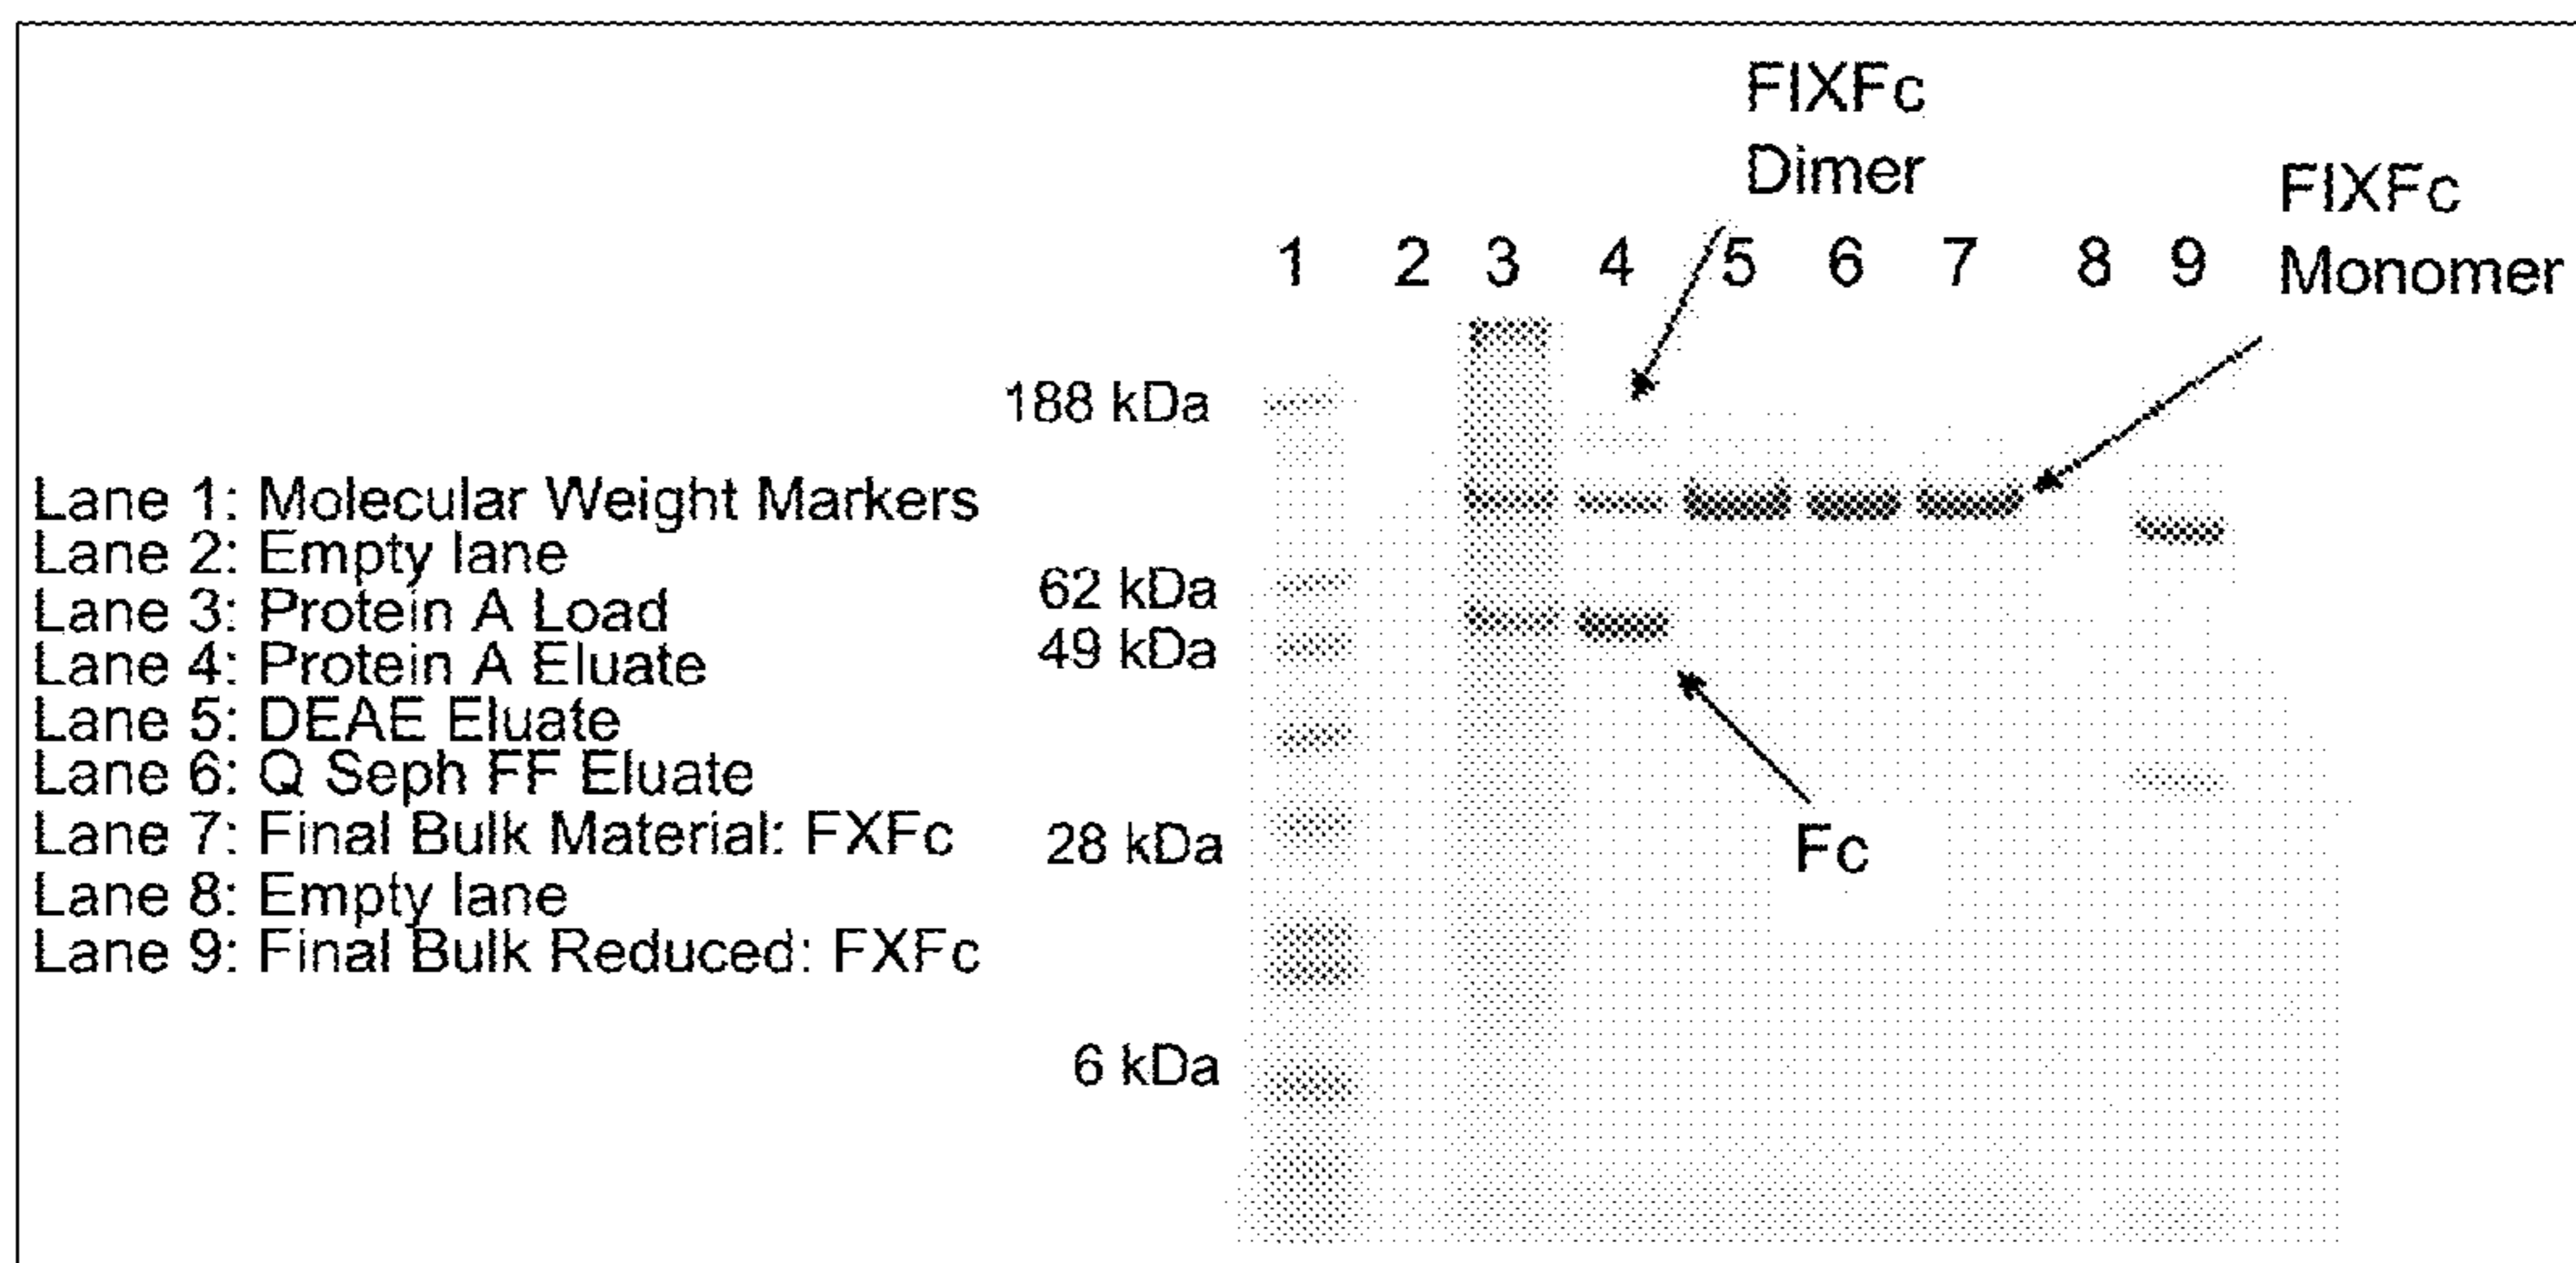 FIXFc
Dimer
FIXFc
Monomer
1 2 3 4 5 6 7 8 9
188 kDa
62 kDa
49 kDa
28 kDa
6 kDa
Fc
Lane 1: Molecular Weight Markers
Lane 2: Empty lane
Lane 3: Protein A Load
Lane 4: Protein A Eluate
Lane 5: DEAE Eluate
Lane 6: Q Seph FF Eluate
Lane 7: Final Bulk Material: FXFc
Lane 8: Empty lane
Lane 9: Final Bulk Reduced: FXFc